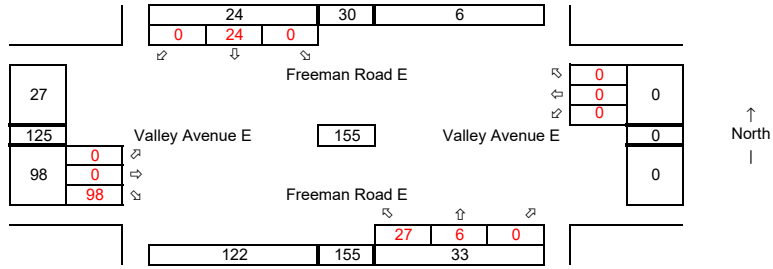 24 30 6
0 24 0
⬃ ⇩ ⬂
Freeman Road E
27 ⬁ 0 0
⇦ 0 ↑
125 Valley Avenue E 155 Valley Avenue E ⬃ 0 0 North
98 0 ⬀ 0 |
0 ⇨
98 ⬂ Freeman Road E
⬁ ⇧ ⬀
27 6 0
122 155 33